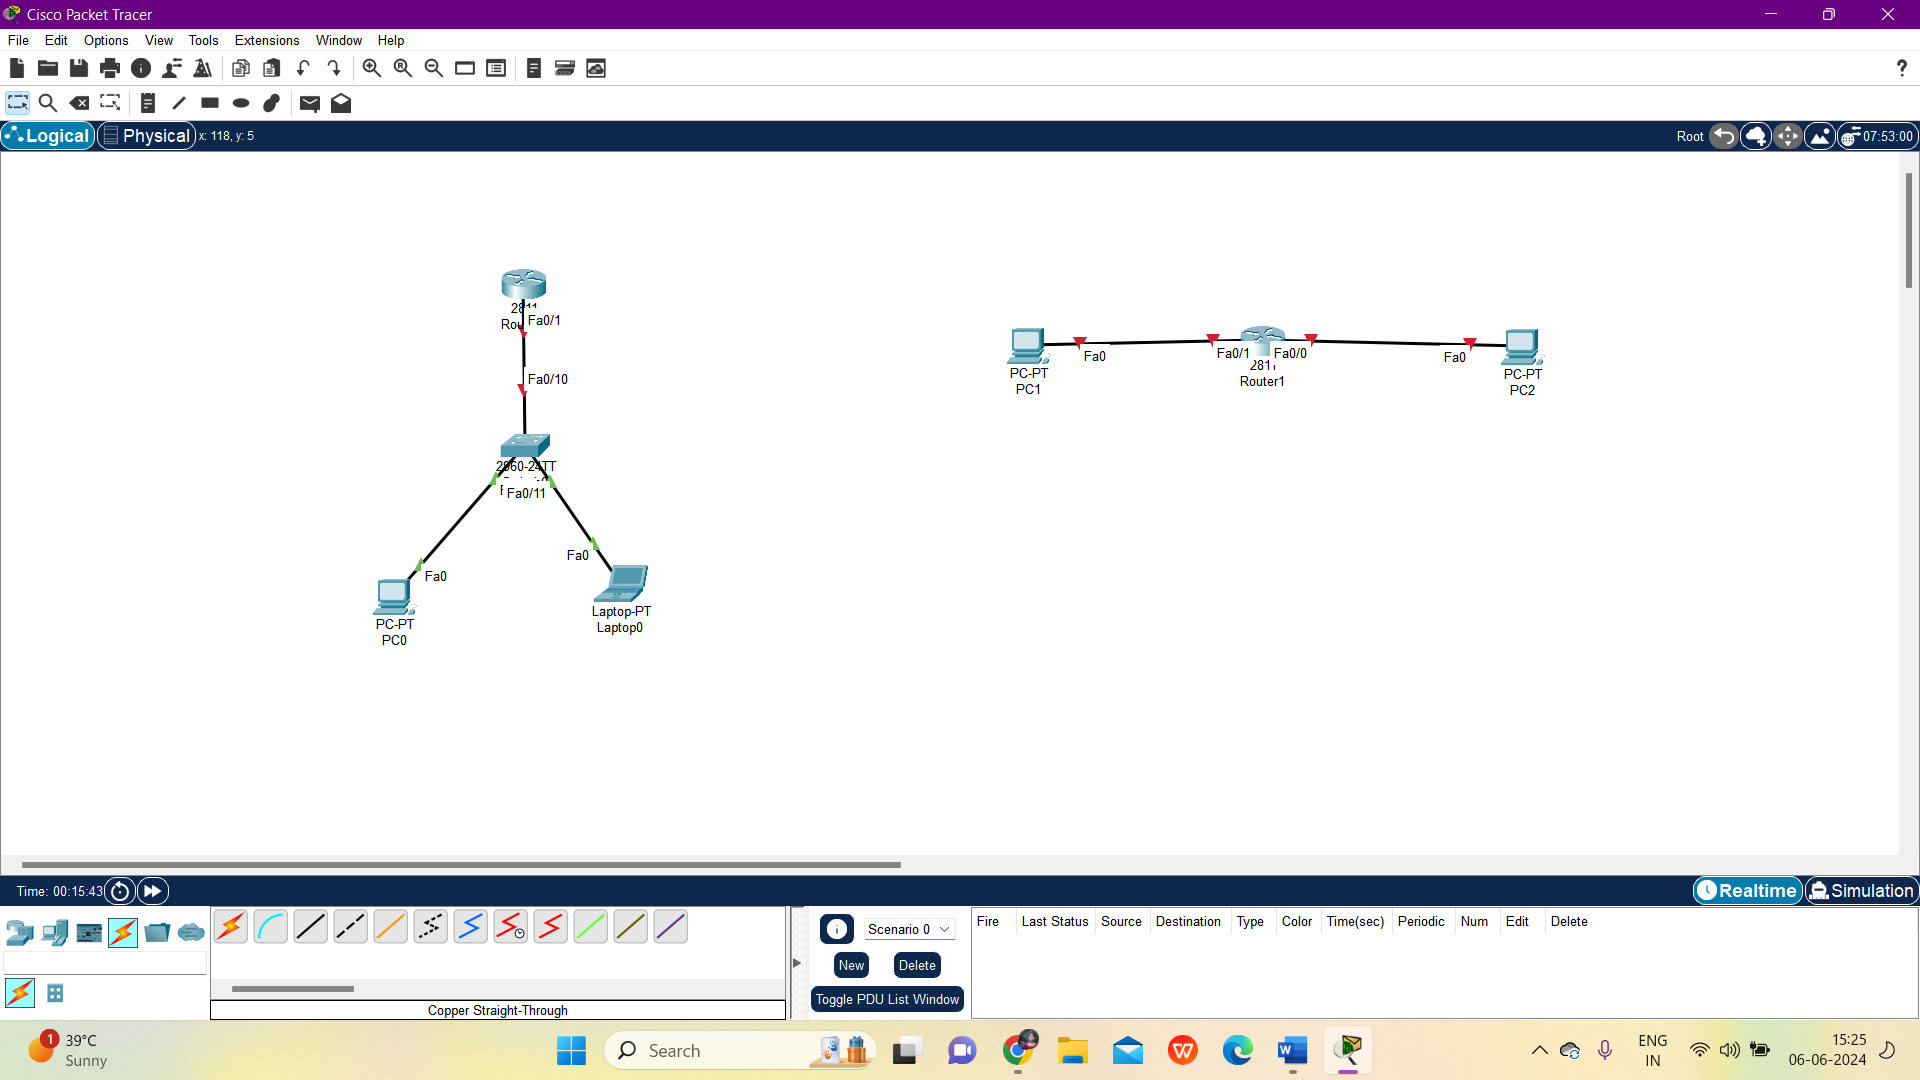 Cisco Packet Tracer
File Edit Options View Tools Extensions Window Help
?
Logical Physical x: 118, y: 5 Root 07:53:00
Fa0/1
Fa0/10
2960-24TT
Fa0/11
Fa0
PC-PT
PC0
Fa0
Laptop-PT
Laptop0
Fa0
PC-PT
PC1
Fa0/1
Fa0/0
Router1
Fa0
PC-PT
PC2
Time: 00:15:43 Realtime Simulation
Copper Straight-Through
Scenario 0
New Delete
Toggle PDU List Window
Fire Last Status Source Destination Type Color Time(sec) Periodic Num Edit Delete
1
39°C
Sunny
Search
ENG
IN
15:25
06-06-2024